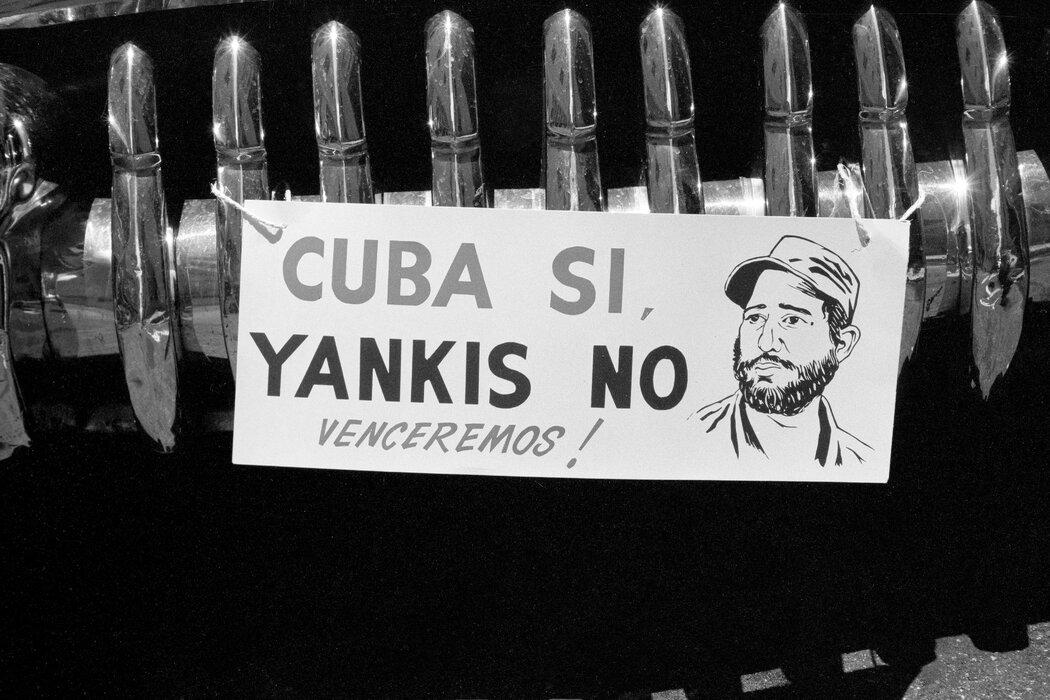 CUBA SI,
YANKIS NO
VENCEREMOS!